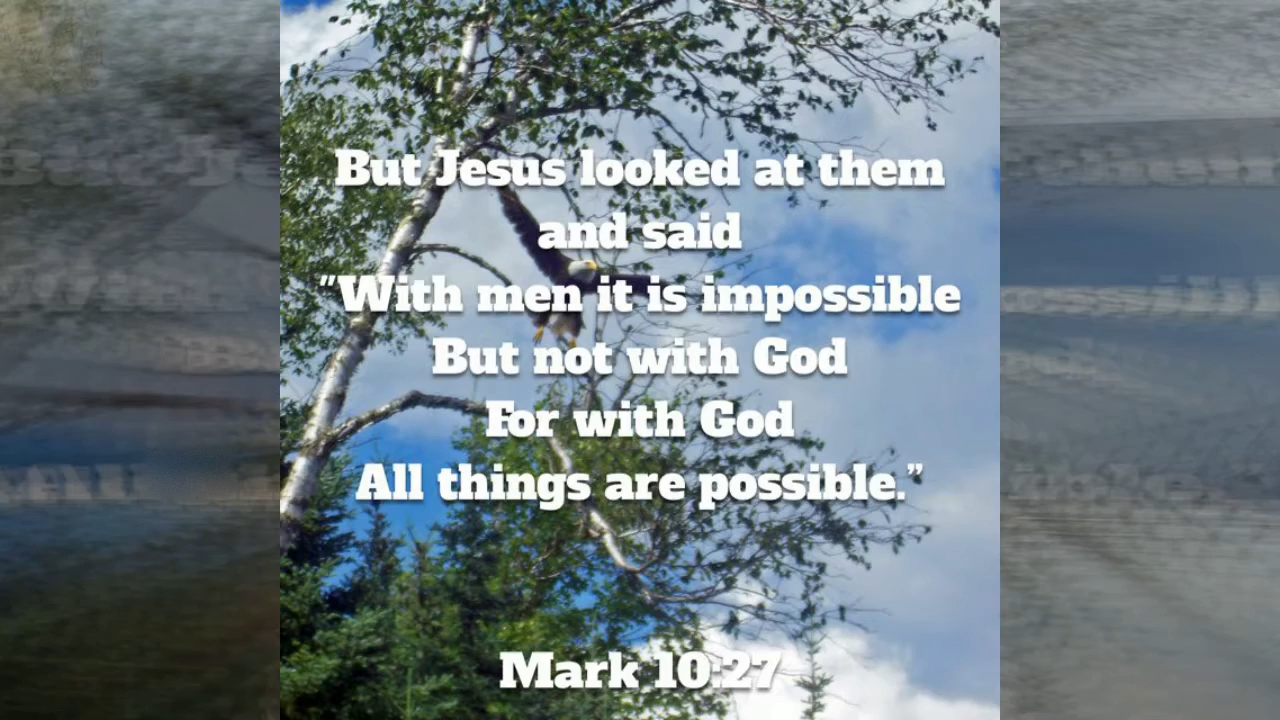 But Jesus looked at them
and said
"With men it is impossible
But not with God
For with God
All things are possible."
Mark 10:27